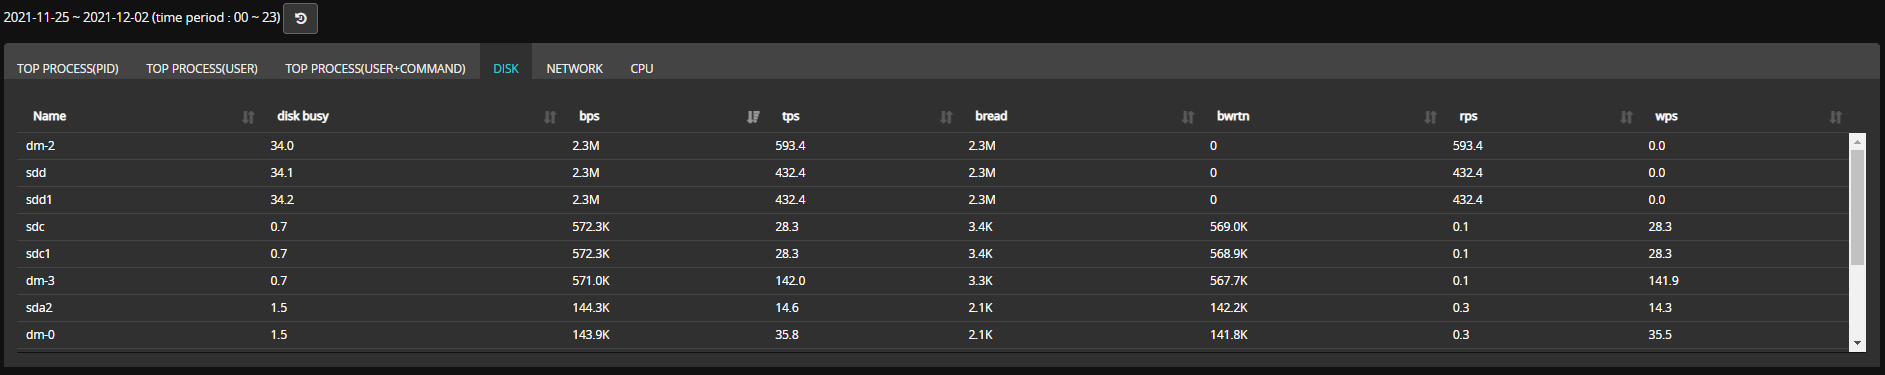 2021-11-25 ~ 2021-12-02 (time period : 00 ~ 23)
TOP PROCESS(PID) TOP PROCESS(USER) TOP PROCESS(USER+COMMAND) DISK NETWORK CPU
Name disk busy bps tps bread bwrtn rps wps
dm-2 34.0 2.3M 593.4 2.3M 0 593.4 0.0
sdd 34.1 2.3M 432.4 2.3M 0 432.4 0.0
sdd1 34.2 2.3M 432.4 2.3M 0 432.4 0.0
sdc 0.7 572.3K 28.3 3.4K 569.0K 0.1 28.3
sdc1 0.7 572.3K 28.3 3.4K 568.9K 0.1 28.3
dm-3 0.7 571.0K 142.0 3.3K 567.7K 0.1 141.9
sda2 1.5 144.3K 14.6 2.1K 142.2K 0.3 14.3
dm-0 1.5 143.9K 35.8 2.1K 141.8K 0.3 35.5